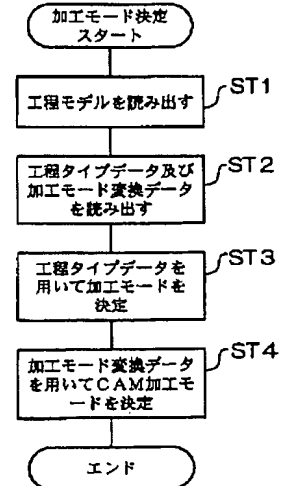 加工モード決定
スタート
工程モデルを読み出す
ST1
工程タイプデータ及び
加工モード変換データ
を読み出す
ST2
工程タイプデータを
用いて加工モードを
決定
ST3
加工モード変換データ
を用いてCAM加工モ
ードを決定
ST4
エンド